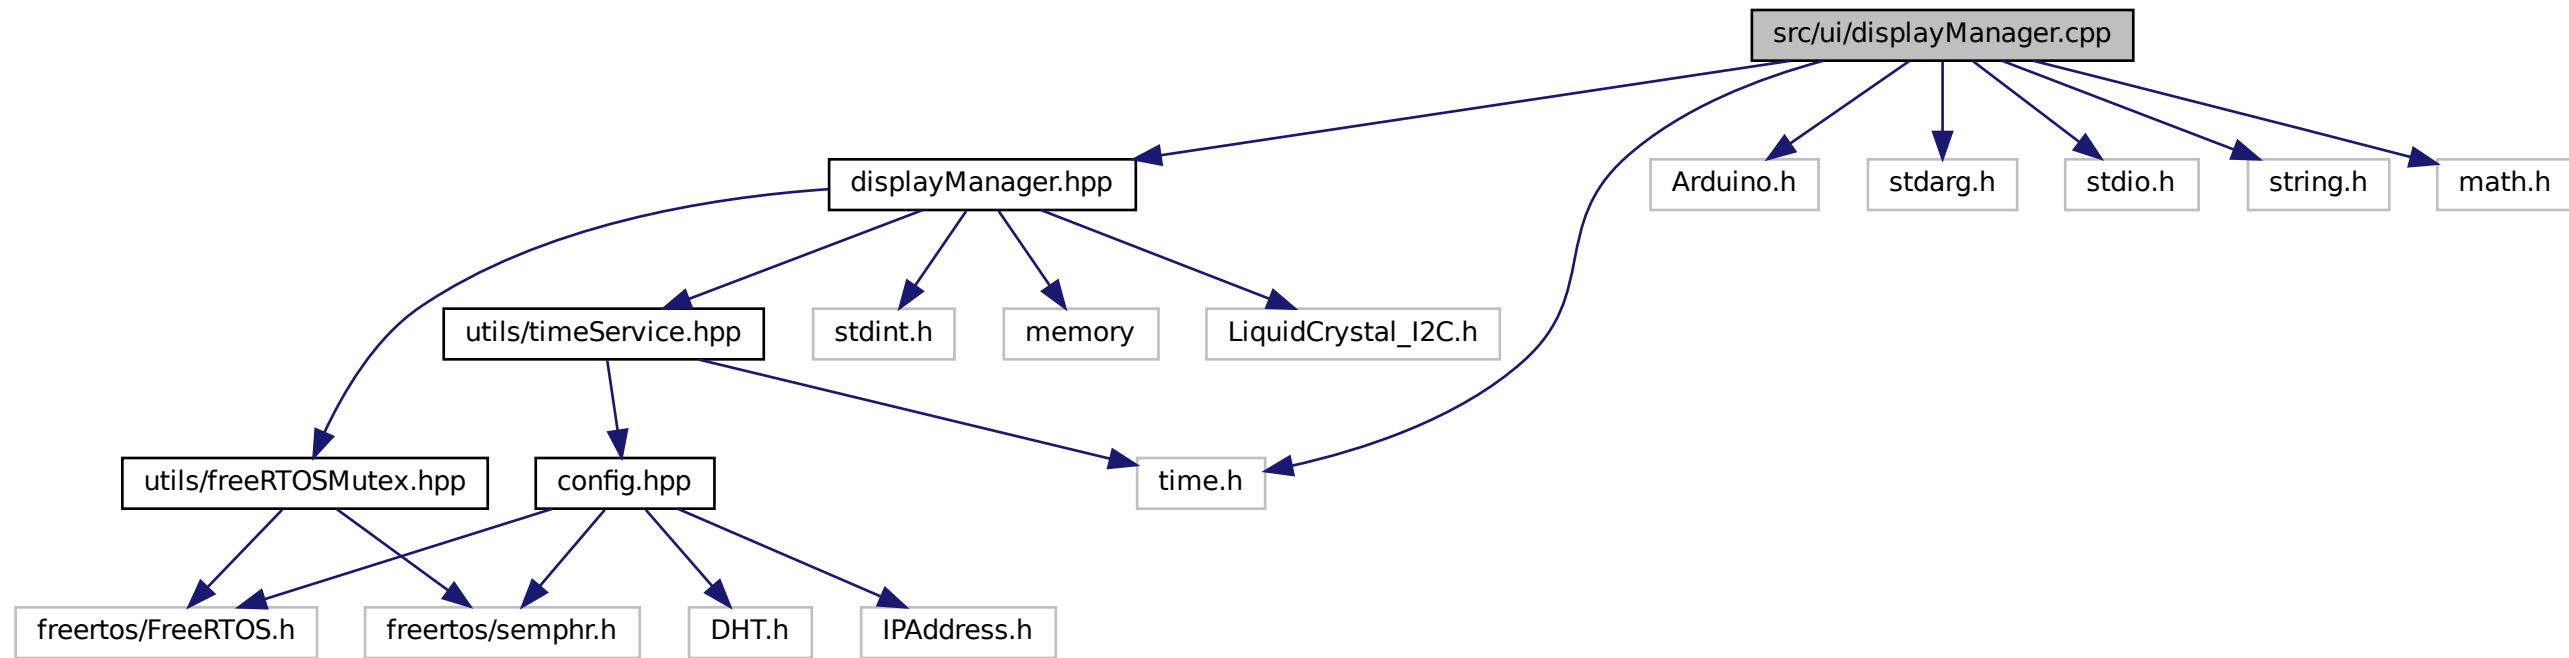 src/ui/displayManager.cpp
displayManager.hpp
Arduino.h
stdarg.h
stdio.h
string.h
math.h
utils/timeService.hpp
stdint.h
memory
LiquidCrystal_I2C.h
utils/freeRTOSMutex.hpp
config.hpp
time.h
freertos/FreeRTOS.h
freertos/semphr.h
DHT.h
IPAddress.h